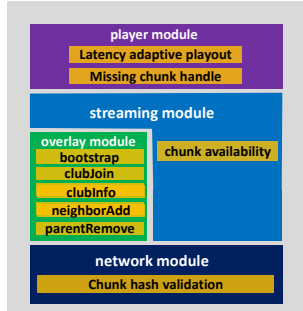 player module
Latency adaptive playout
Missing chunk handle
streaming module
overlay module
bootstrap
clubJoin
clubInfo
neighborAdd
parentRemove
chunk availability
network module
Chunk hash validation